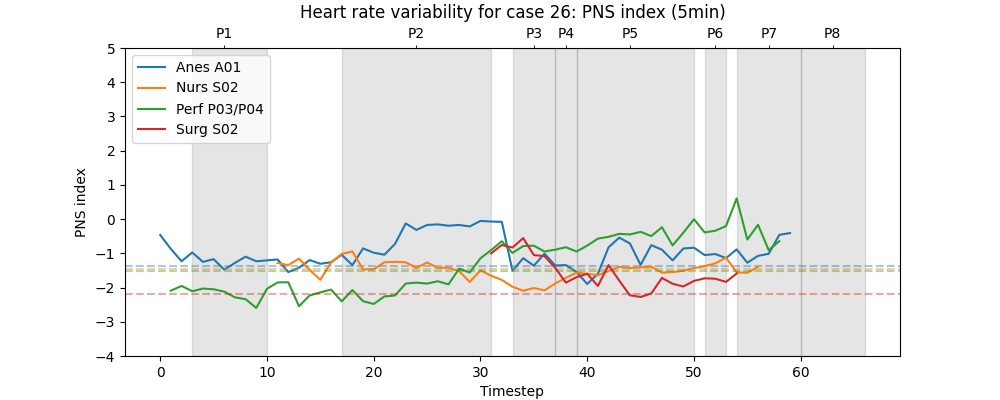 Heart rate variability for case 26: PNS index (5min)
P1 P2 P3 P4 P5 P6 P7 P8
Anes A01
Nurs S02
Perf P03/P04
Surg S02
PNS index
5
4
3
2
1
0
−1
−2
−3
−4
0 10 20 30 40 50 60
Timestep